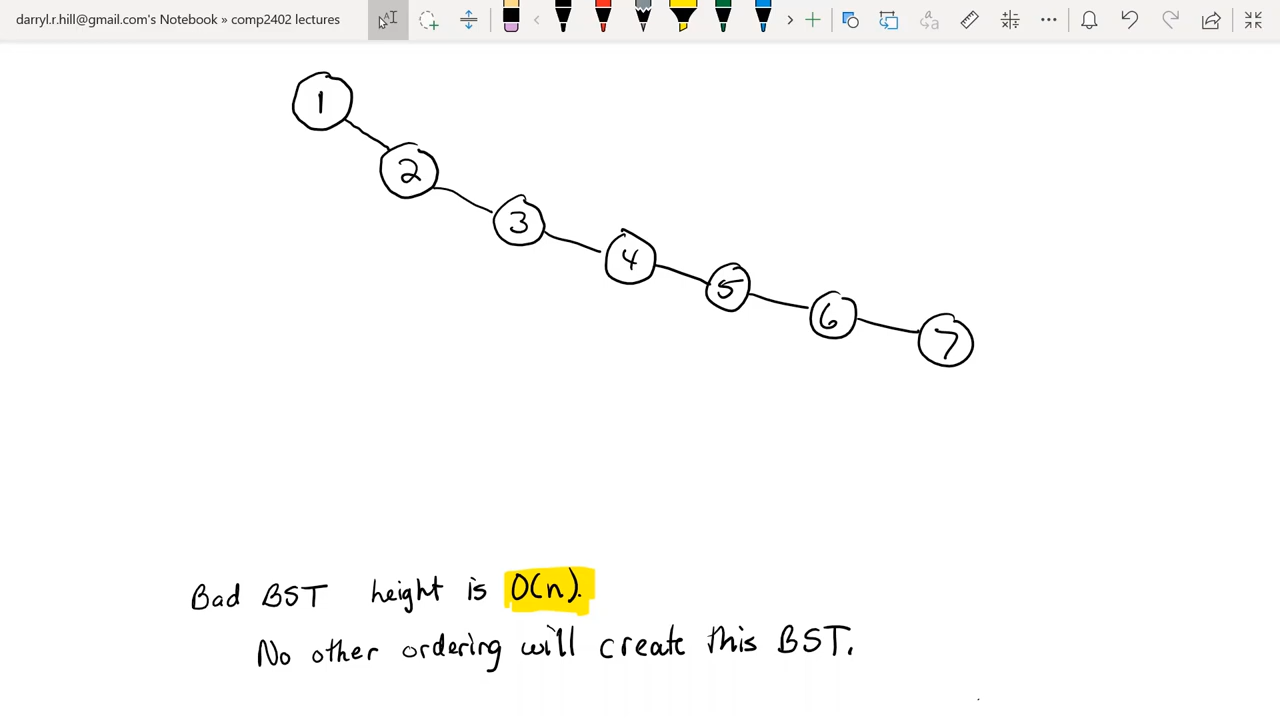 darryl.r.hill@gmail.com's Notebook » comp2402 lectures
1
2
3
4
5
6
7
Bad BST height is O(n).
No other ordering will create this BST.